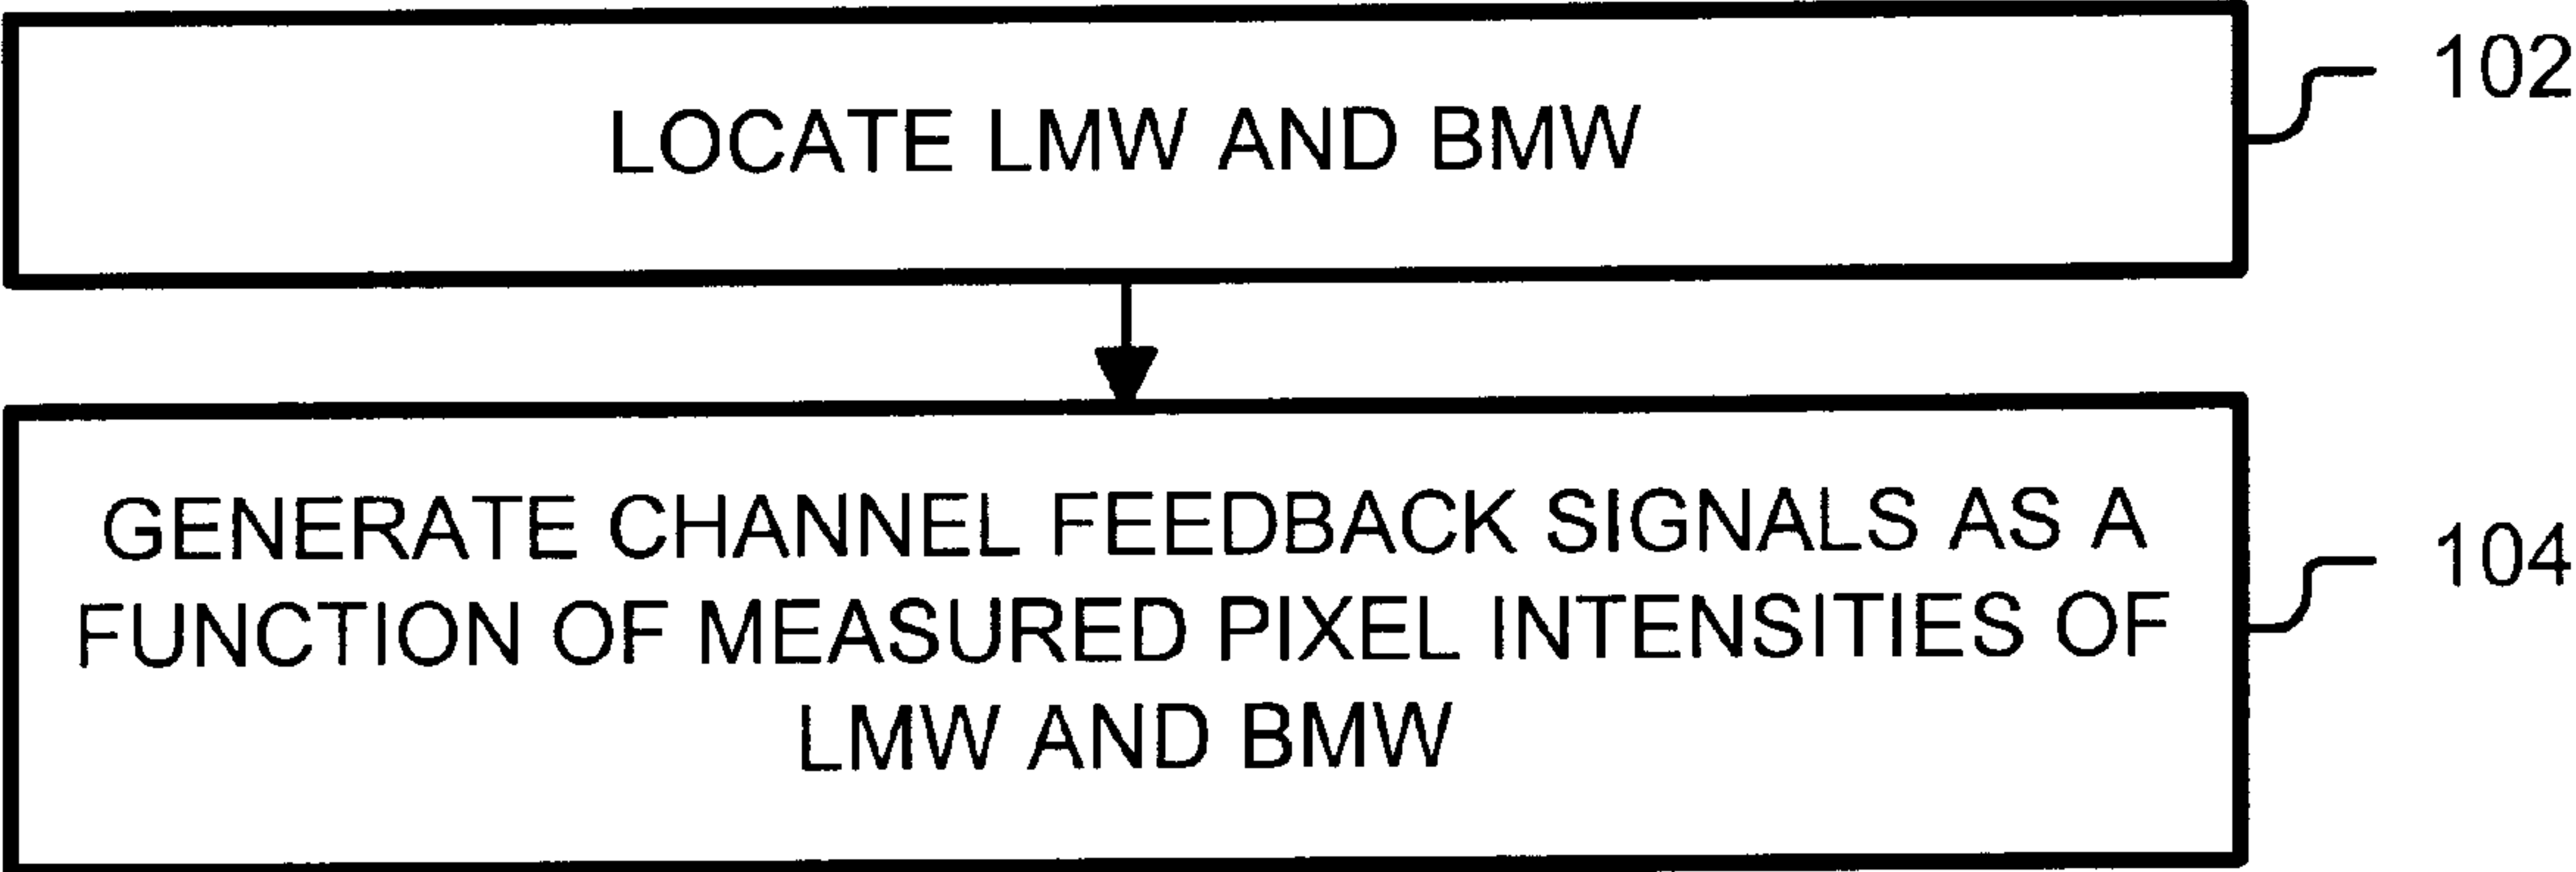 LOCATE LMW AND BMW
102
GENERATE CHANNEL FEEDBACK SIGNALS AS A
FUNCTION OF MEASURED PIXEL INTENSITIES OF
LMW AND BMW
104